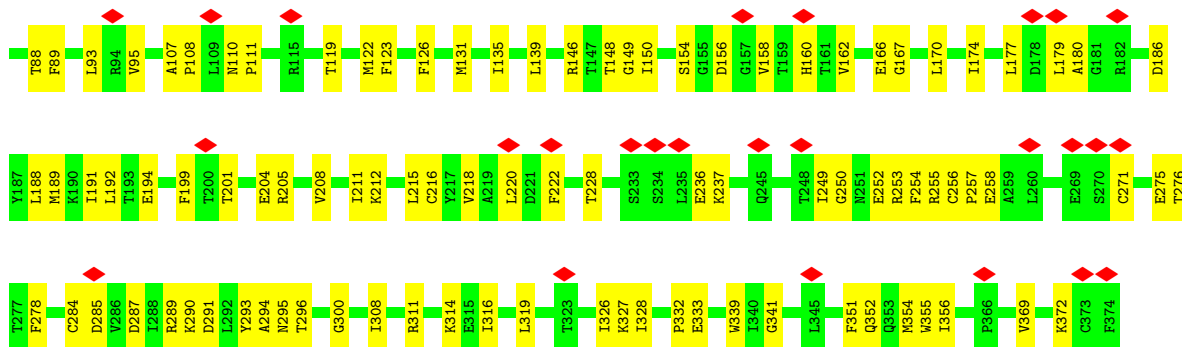 T88 F89 L93 R94 V95 A107 P108 L109 N110 P111 R115 T119 M122 F123 F126 M131 I135 L139 R146 T147 T148 G149 I150 S154 G155 D156 G157 V158 T159 H160 T161 V162 E166 G167 L170 I174 L177 D178 L179 A180 G181 R182 D186
Y187 L188 M189 K190 I191 L192 T193 E194 F199 T200 T201 E204 R205 V208 I211 K212 L215 C216 Y217 V218 A219 L220 D221 F222 T228 S233 S234 L235 E236 K237 Q245 T248 I249 G250 N251 E252 R253 F254 R255 C256 P257 E258 A259 L260 E269 S270 C271 E275 T276
T277 F278 C284 D285 V286 D287 I288 R289 K290 D291 L292 Y293 A294 N295 T296 G300 I308 R311 K314 E315 I316 L319 T323 I326 K327 I328 P332 E333 W339 I340 G341 L345 F351 Q352 Q353 M354 W355 I356 P366 V369 K372 C373 F374